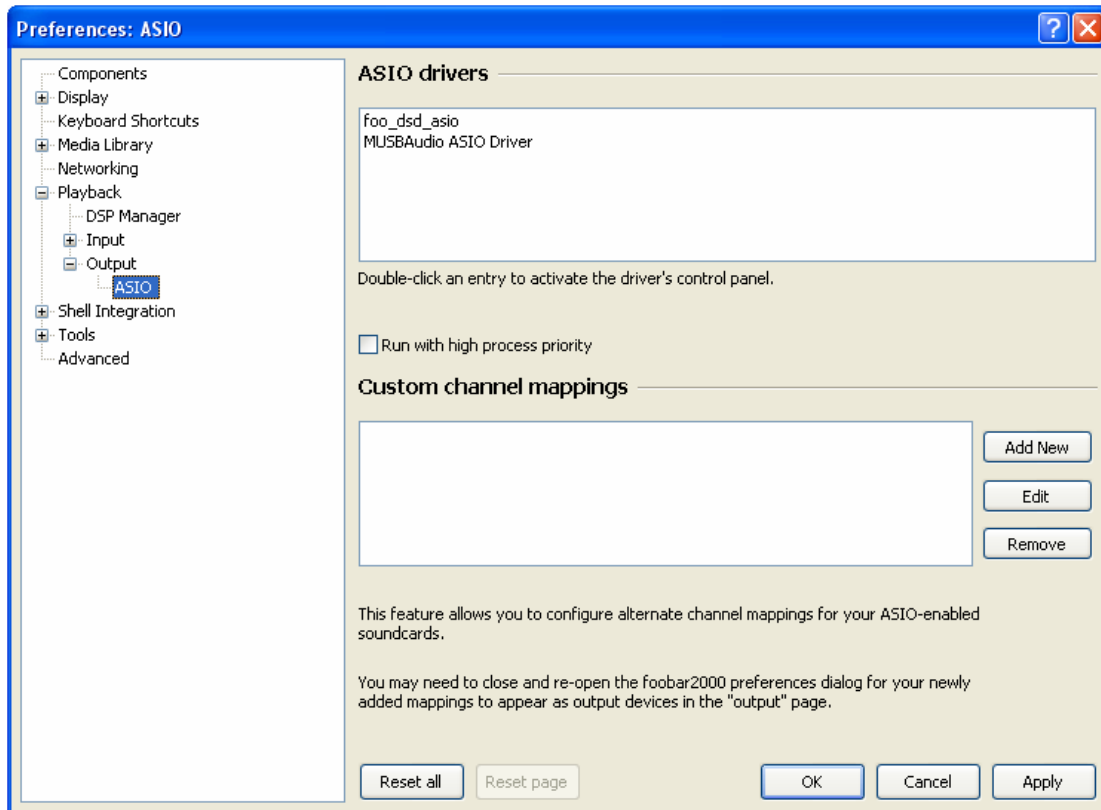 Preferences: ASIO
Components
Display
Keyboard Shortcuts
Media Library
Networking
Playback
DSP Manager
Input
Output
ASIO
Shell Integration
Tools
Advanced
ASIO drivers
foo_dsd_asio
MUSBAudio ASIO Driver
Double-click an entry to activate the driver's control panel.
Run with high process priority
Custom channel mappings
Add New
Edit
Remove
This feature allows you to configure alternate channel mappings for your ASIO-enabled
soundcards.
You may need to close and re-open the foobar2000 preferences dialog for your newly
added mappings to appear as output devices in the "output" page.
Reset all
Reset page
OK
Cancel
Apply